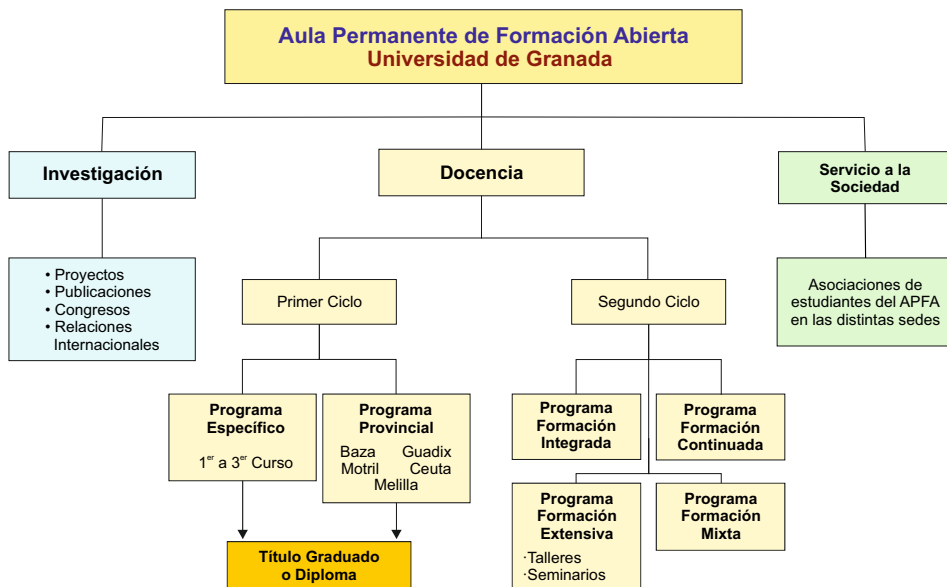 Aula Permanente de Formación Abierta
Universidad de Granada
Investigación
Docencia
Servicio a la
Sociedad
• Proyectos
• Publicaciones
• Congresos
• Relaciones
Internacionales
Primer Ciclo
Segundo Ciclo
Asociaciones de
estudiantes del APFA
en las distintas sedes
Programa
Específico
1er a 3er Curso
Programa
Provincial
Baza Guadix
Motril Ceuta
Melilla
Programa
Formación
Integrada
Programa
Formación
Continuada
Programa
Formación
Extensiva
·Talleres
·Seminarios
Programa
Formación
Mixta
Título Graduado
o Diploma